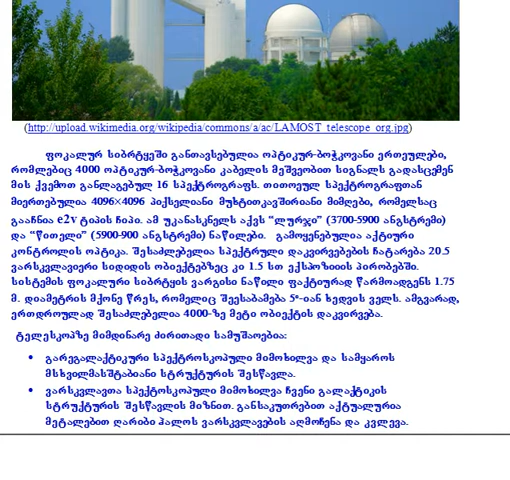 (http://upload.wikimedia.org/wikipedia/commons/a/ac/LAMOST_telescope_org.jpg)
ფოკალურ სიბრტყეში განთავსებულია ოპტიკურ-ბოჭკოვანი ერთეულები,
რომლებიც 4000 ოპტიკურ-ბოჭკოვანი კაბელის მეშვეობით სიგნალს გადასცემენ
მის ქვემოთ განლაგებულ 16 სპექტროგრაფს. თითოეულ სპექტროგრაფთან
მიერთებულია 4096×4096 პიქსელიანი მუხტითკავშირიანი მიმღები, რომელსაც
გააჩნია e2v ტიპის ჩიპი. ამ უკანასკნელს აქვს “ლურჯი” (3700-5900 ანგსტრემი)
და “წითელი” (5900-900 ანგსტრემი) ნაწილები. გამოყენებულია აქტიური
კონტროლის ოპტიკა. შესაძლებელია სპექტრული დაკვირვებების ჩატარება 20.5
ვარსკვლავიერი სიდიდის ობიექტებზეც კი 1.5 სთ ექსპოზიიის პირობებში.
სისტემის ფოკალური სიბრტყის ვარგისი ნაწილი ფაქტიურად წარმოადგენს 1.75
მ. დიამეტრის მქონე წრეს, რომელიც შეესაბამება 5º-იან ხედვის ველს. ამგვარად,
ერთდროულად შესაძლებელია 4000-ზე მეტი ობიექტის დაკვირვება.
ტელესკოპზე მიმდინარე ძირითადი სამუშაოებია:
• გარეგალაქტიკური სპექტროსკოპული მიმოხილვა და სამყაროს
მსხვილმასშტაბიანი სტრუქტურის შესწავლა.
• ვარსკვლავთა სპექტოსკოპული მიმოხილვა ჩვენი გალაქტიკის
სტრუქტურის შესწავლის მიზნით. განსაკუთრებით აქტუალურია
მეტალებით ღარიბი ჰალოს ვარსკვლავების აღმოჩენა და კვლევა.